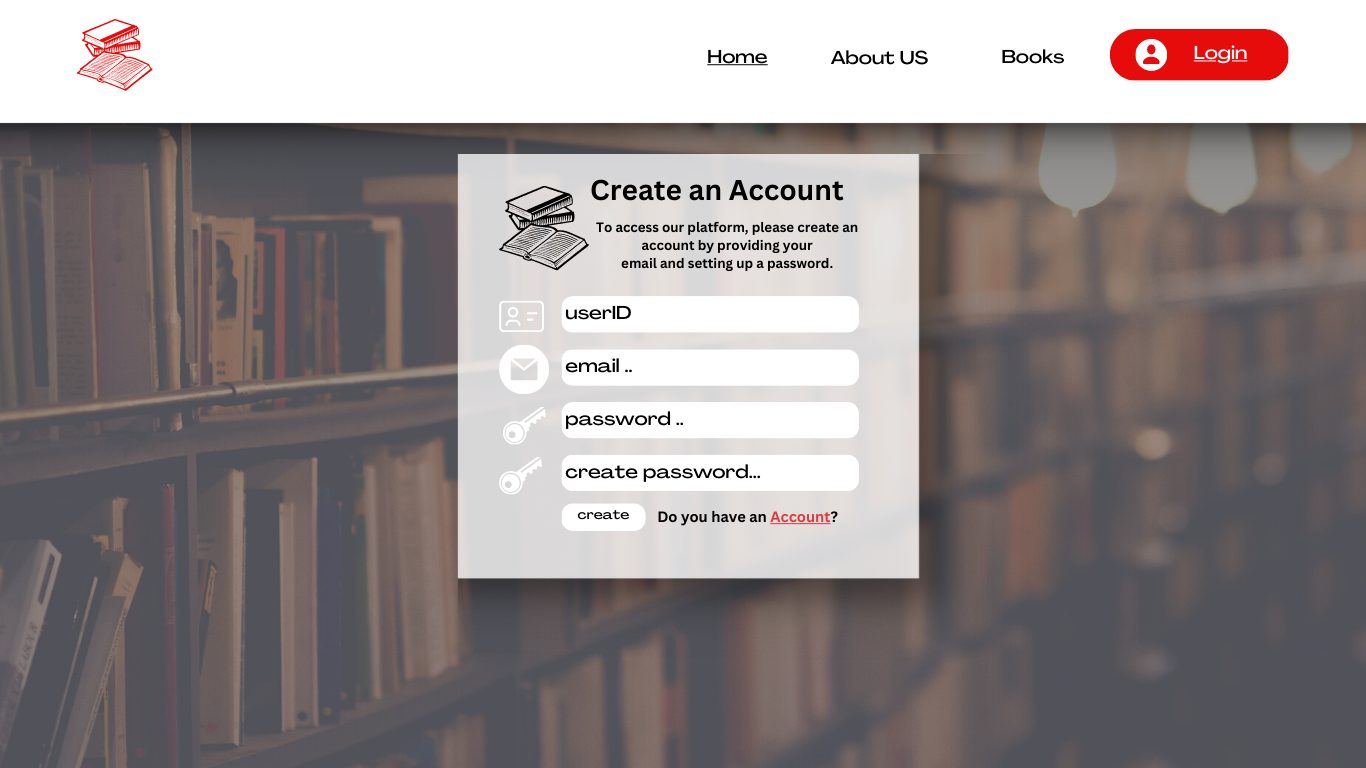 Home
About US
Books
Login
Create an Account
To access our platform, please create an
account by providing your
email and setting up a password.
userID
email ..
password ..
create password...
create
Do you have an Account?